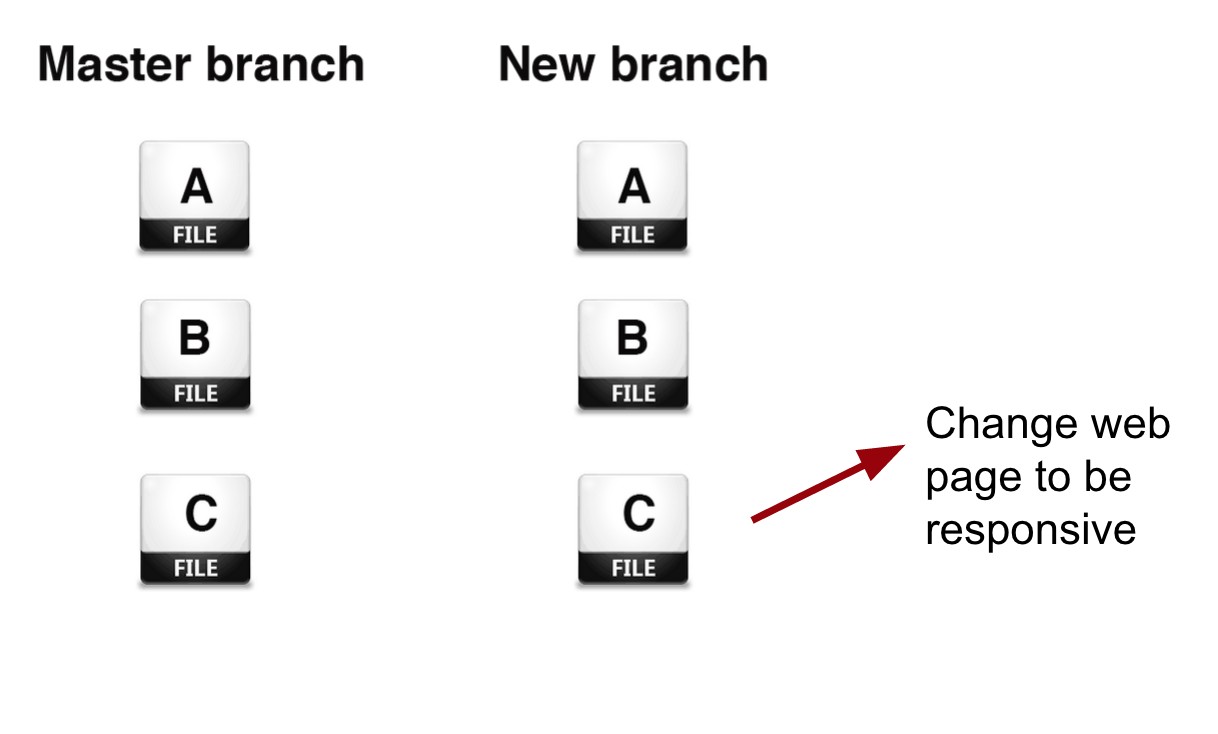 Master branch
New branch
A
FILE
A
FILE
B
FILE
B
FILE
C
FILE
C
FILE
Change web
page to be
responsive